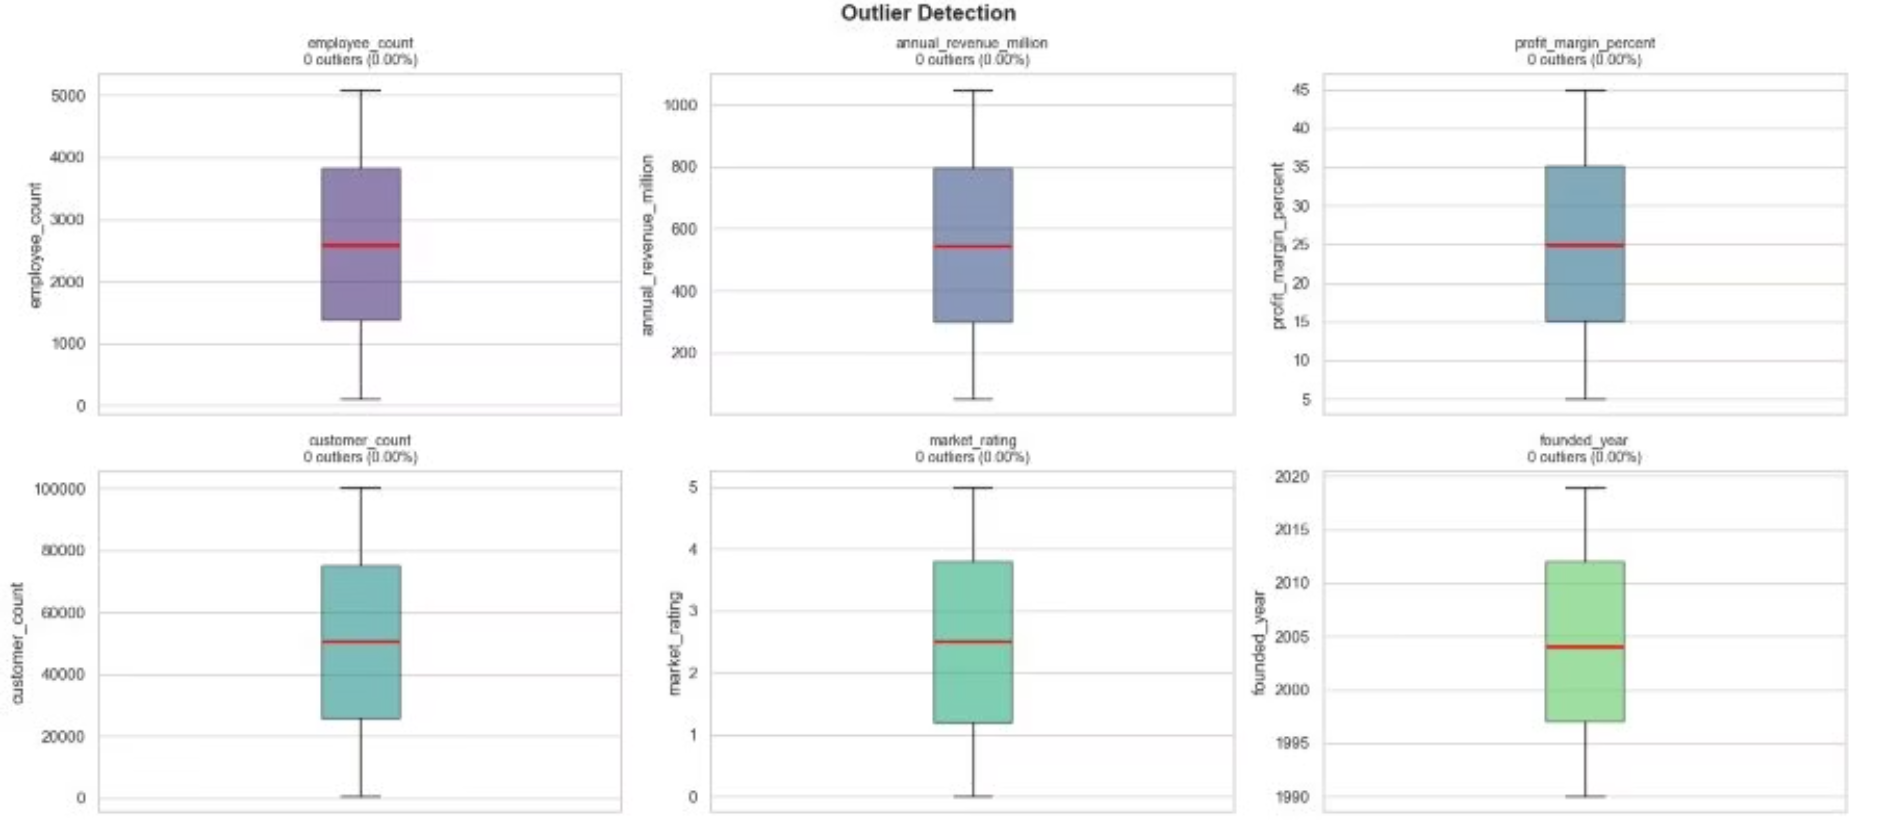 Outlier Detection
employee_count
0 outliers (0.00%)
employee_count
5000
4000
3000
2000
1000
0
annual_revenue_million
0 outliers (0.00%)
annual_revenue_million
1000
800
600
400
200
profit_margin_percent
0 outliers (0.00%)
profit_margin_percent
45
40
35
30
25
20
15
10
5
customer_count
0 outliers (0.00%)
customer_count
100000
80000
60000
40000
20000
0
market_rating
0 outliers (0.00%)
market_rating
5
4
3
2
1
0
founded_year
0 outliers (0.00%)
founded_year
2020
2015
2010
2005
2000
1995
1990